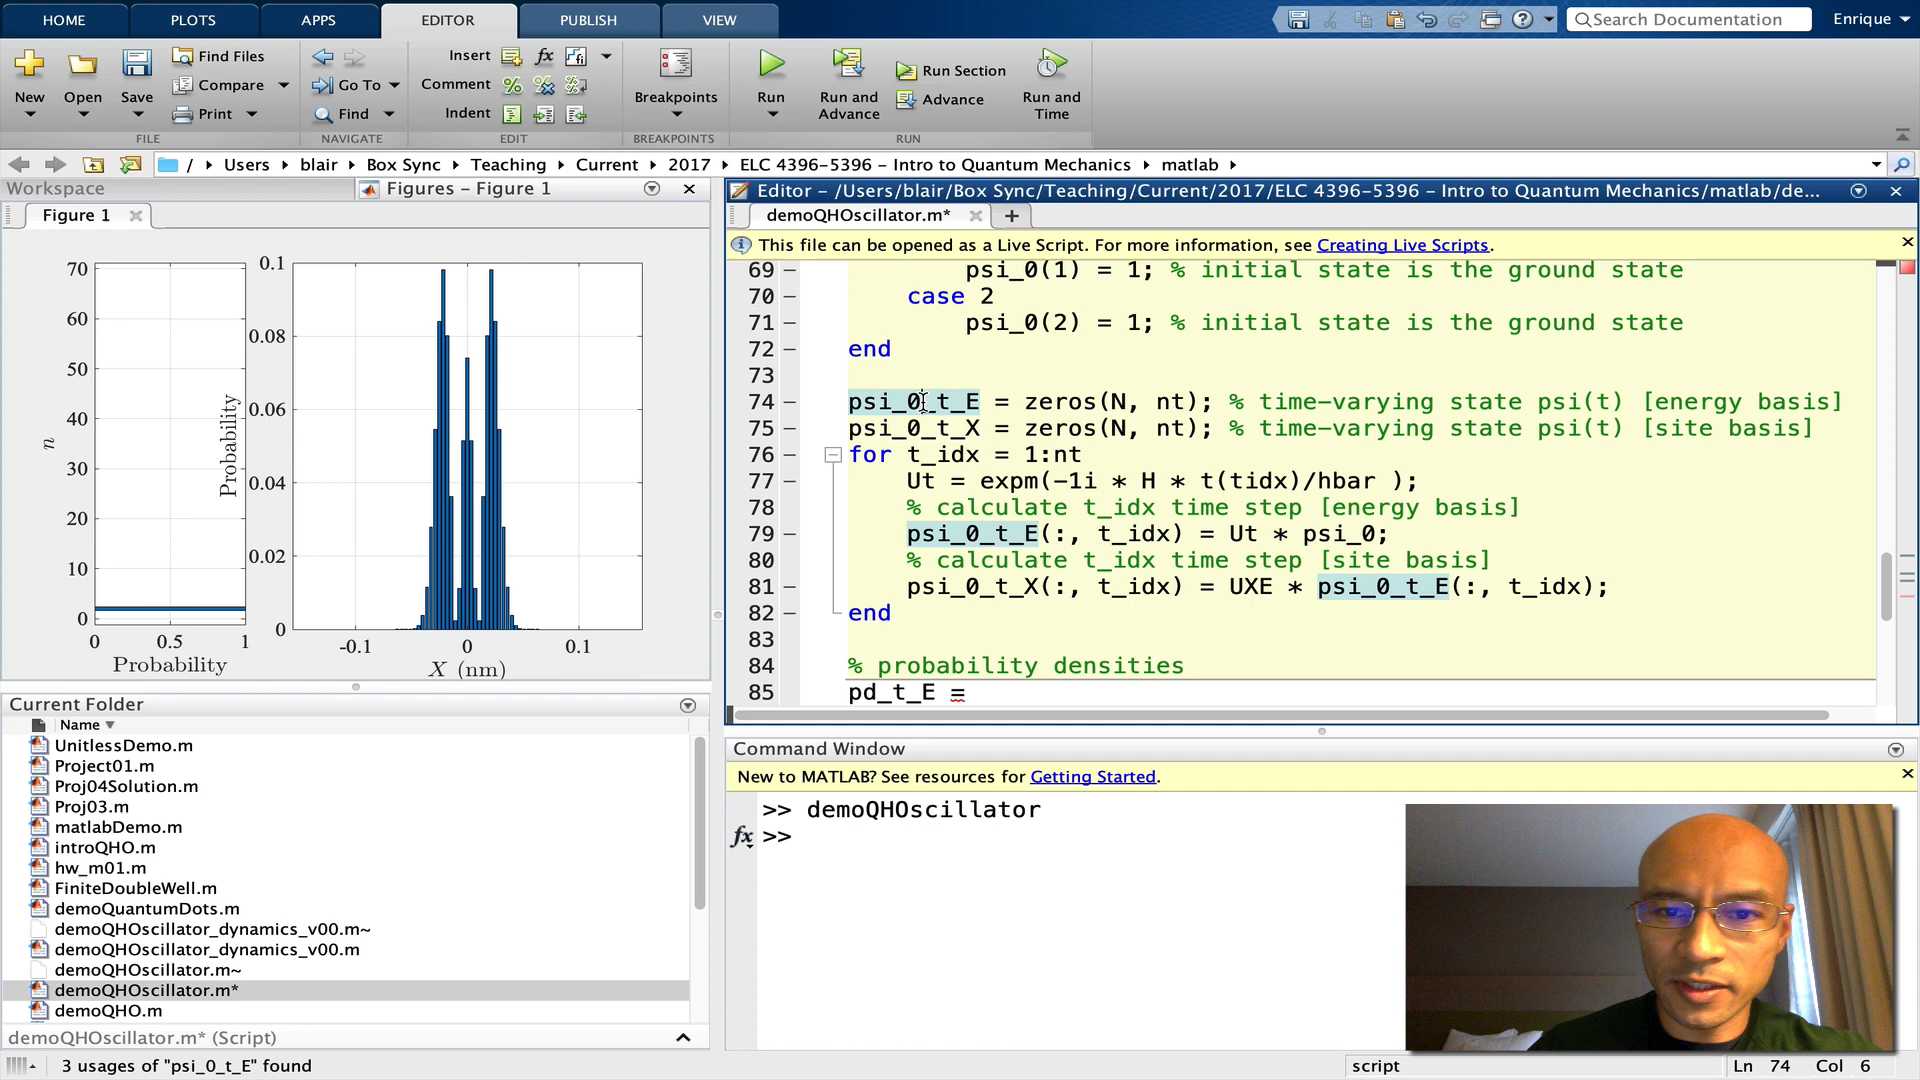 HOME PLOTS APPS EDITOR PUBLISH VIEW Search Documentation Enrique
New Open Save Find Files Compare Print
FILE
Go To Find
NAVIGATE
Insert fx
Comment
Indent
EDIT
Breakpoints
BREAKPOINTS
Run Run and Advance Run Section Advance Run and Time
RUN
/ Users blair Box Sync Teaching Current 2017 ELC 4396-5396 - Intro to Quantum Mechanics matlab
Workspace
Figures - Figure 1
Figure 1
70
60
50
40
30
20
10
0
n
0 0.5 1
Probability
0.1
0.08
0.06
0.04
0.02
0
Probability
-0.1 0 0.1
X (nm)
Current Folder
Name
UnitlessDemo.m
Project01.m
Proj04Solution.m
Proj03.m
matlabDemo.m
introQHO.m
hw_m01.m
FiniteDoubleWell.m
demoQuantumDots.m
demoQHOscillator_dynamics_v00.m~
demoQHOscillator_dynamics_v00.m
demoQHOscillator.m~
demoQHOscillator.m*
demoQHO.m
demoQHOscillator.m* (Script)
Editor - /Users/blair/Box Sync/Teaching/Current/2017/ELC 4396-5396 - Intro to Quantum Mechanics/matlab/de...
demoQHOscillator.m*
This file can be opened as a Live Script. For more information, see Creating Live Scripts.
69 psi_0(1) = 1; % initial state is the ground state
70 case 2
71 psi_0(2) = 1; % initial state is the ground state
72 end
73
74 psi_0_t_E = zeros(N, nt); % time-varying state psi(t) [energy basis]
75 psi_0_t_X = zeros(N, nt); % time-varying state psi(t) [site basis]
76 for t_idx = 1:nt
77 Ut = expm(-1i * H * t(tidx)/hbar );
78 % calculate t_idx time step [energy basis]
79 psi_0_t_E(:, t_idx) = Ut * psi_0;
80 % calculate t_idx time step [site basis]
81 psi_0_t_X(:, t_idx) = UXE * psi_0_t_E(:, t_idx);
82 end
83
84 % probability densities
85 pd_t_E =
Command Window
New to MATLAB? See resources for Getting Started.
>> demoQHOscillator
fx >>
3 usages of "psi_0_t_E" found
script
Ln 74 Col 6